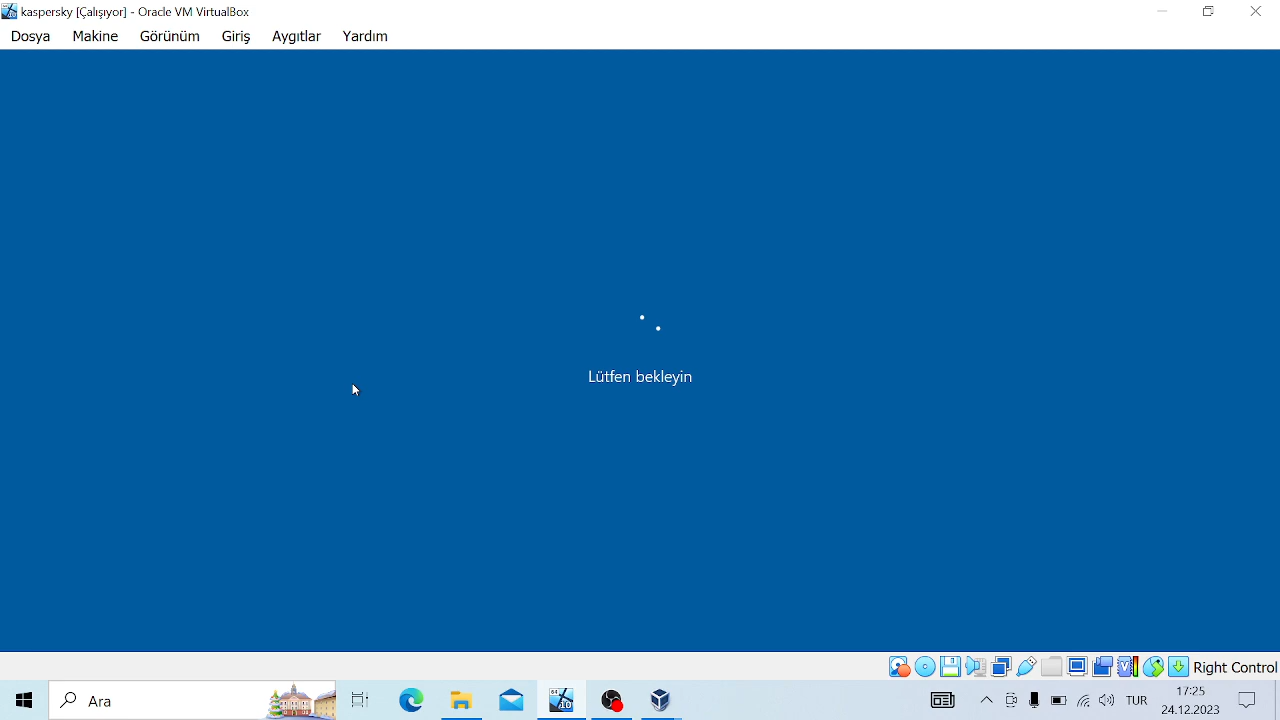 kaspersky [Çalışıyor] - Oracle VM VirtualBox
Dosya Makine Görünüm Giriş Aygıtlar Yardım
Lütfen bekleyin
Right Control
Ara
TUR
17:25
24.12.2023